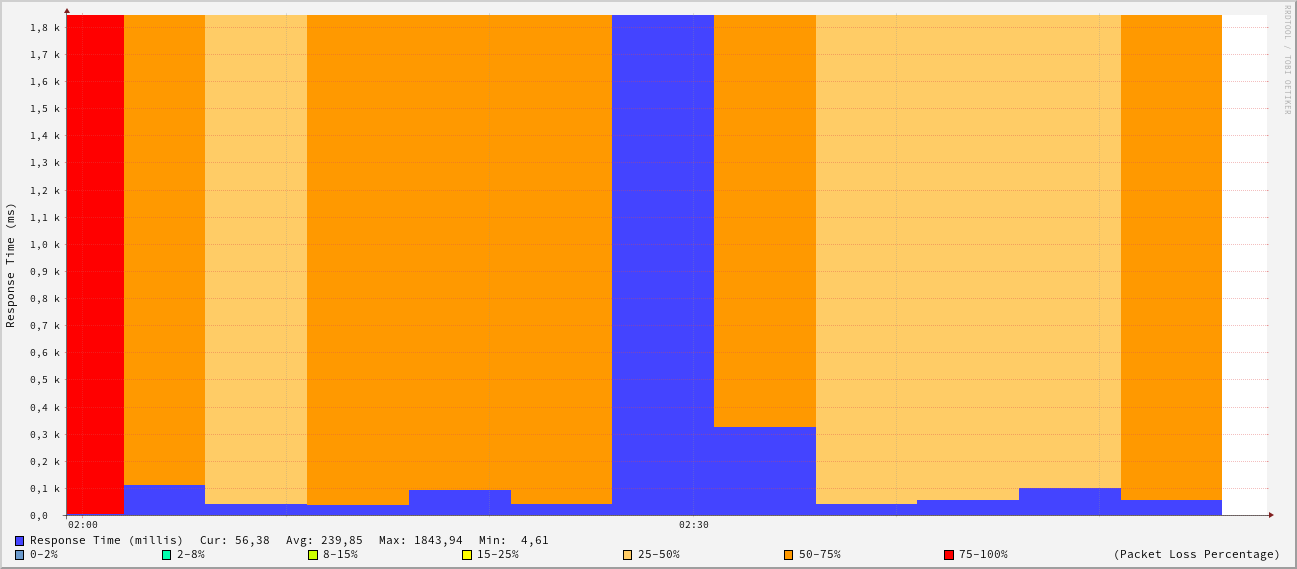 RRDTOOL / TOBI OETIKER
Response Time (ms)
1,8 k
1,7 k
1,6 k
1,5 k
1,4 k
1,3 k
1,2 k
1,1 k
1,0 k
0,9 k
0,8 k
0,7 k
0,6 k
0,5 k
0,4 k
0,3 k
0,2 k
0,1 k
0,0
02:00 02:30
Response Time (millis) Cur: 56,38 Avg: 239,85 Max: 1843,94 Min: 4,61
0-2% 2-8% 8-15% 15-25% 25-50% 50-75% 75-100% (Packet Loss Percentage)